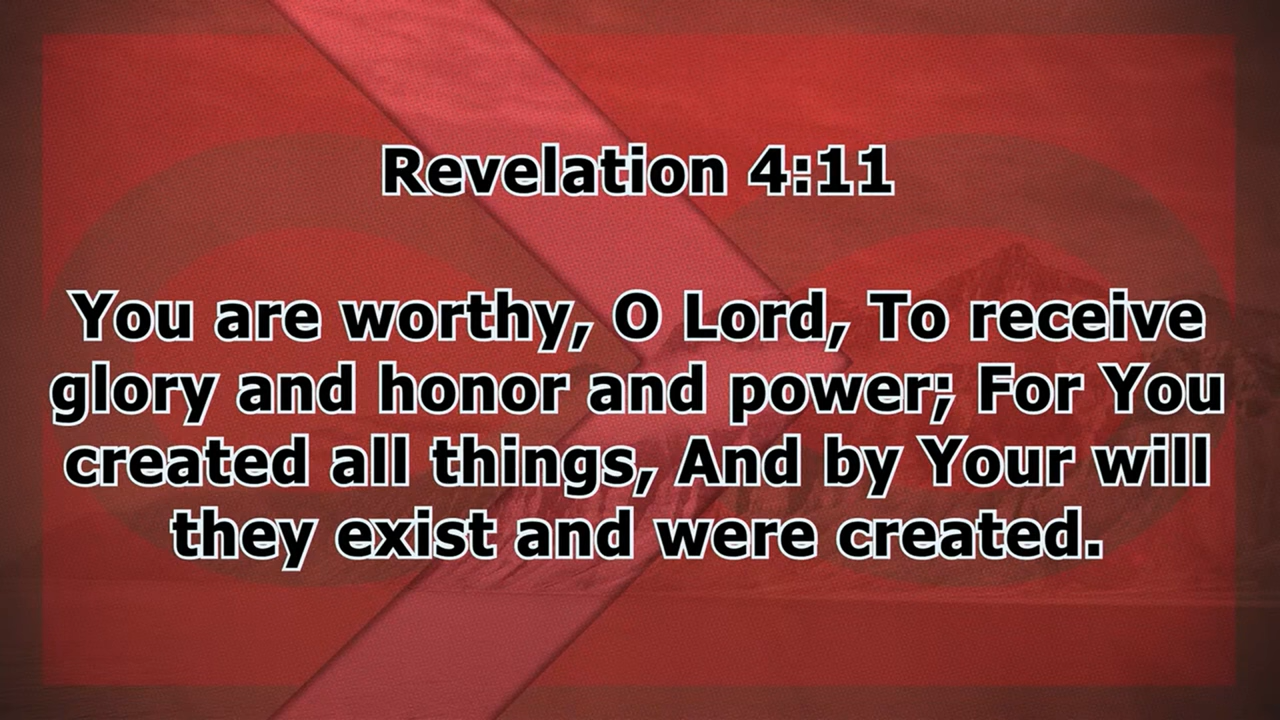 Revelation 4:11
You are worthy, O Lord, To receive
glory and honor and power; For You
created all things, And by Your will
they exist and were created.